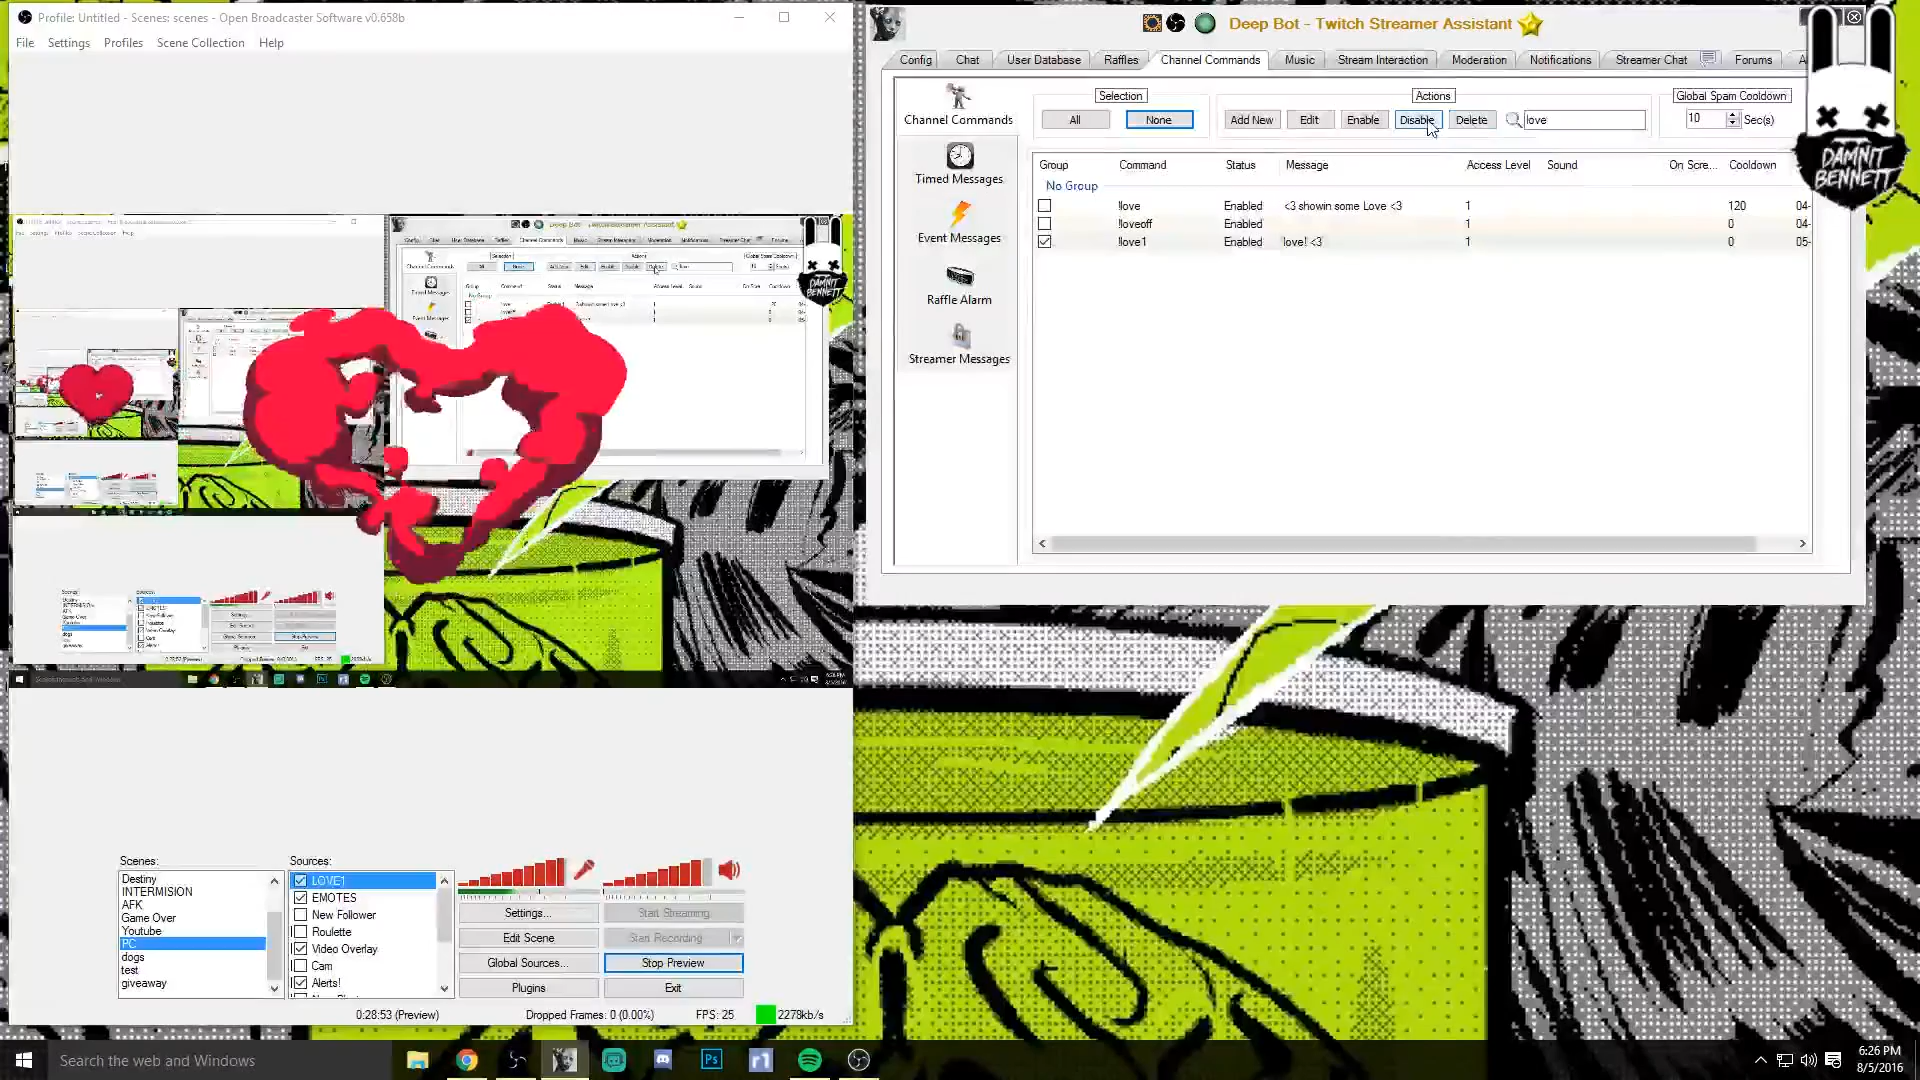 Profile: Untitled - Scenes: scenes - Open Broadcaster Software v0.658b
File Settings Profiles Scene Collection Help
Deep Bot - Twitch Streamer Assistant
Config Chat User Database Raffles Channel Commands Music Stream Interaction Moderation Notifications Streamer Chat Forums
Channel Commands
Timed Messages
Event Messages
Raffle Alarm
Streamer Messages
Selection Actions Global Spam Cooldown
All None Add New Edit Enable Disable Delete love 10 Sec(s)
Group Command Status Message Access Level Sound On Scre... Cooldown
No Group
!love Enabled <3 showin some Love <3 1 120 04-
!loveoff Enabled 1 0 04-
!love1 Enabled love! <3 1 0 05-
DAMNIT
BENNETT
Scenes:
Destiny
INTERMISION
AFK
Game Over
Youtube
PC
dogs
test
giveaway
Sources:
LOVE1
EMOTES
New Follower
Roulette
Video Overlay
Cam
Alerts!
Settings... Start Streaming
Edit Scene Start Recording
Global Sources... Stop Preview
Plugins Exit
0:28:53 (Preview) Dropped Frames: 0 (0.00%) FPS: 25 2278kb/s
Search the web and Windows
Ps
6:26 PM
8/5/2016